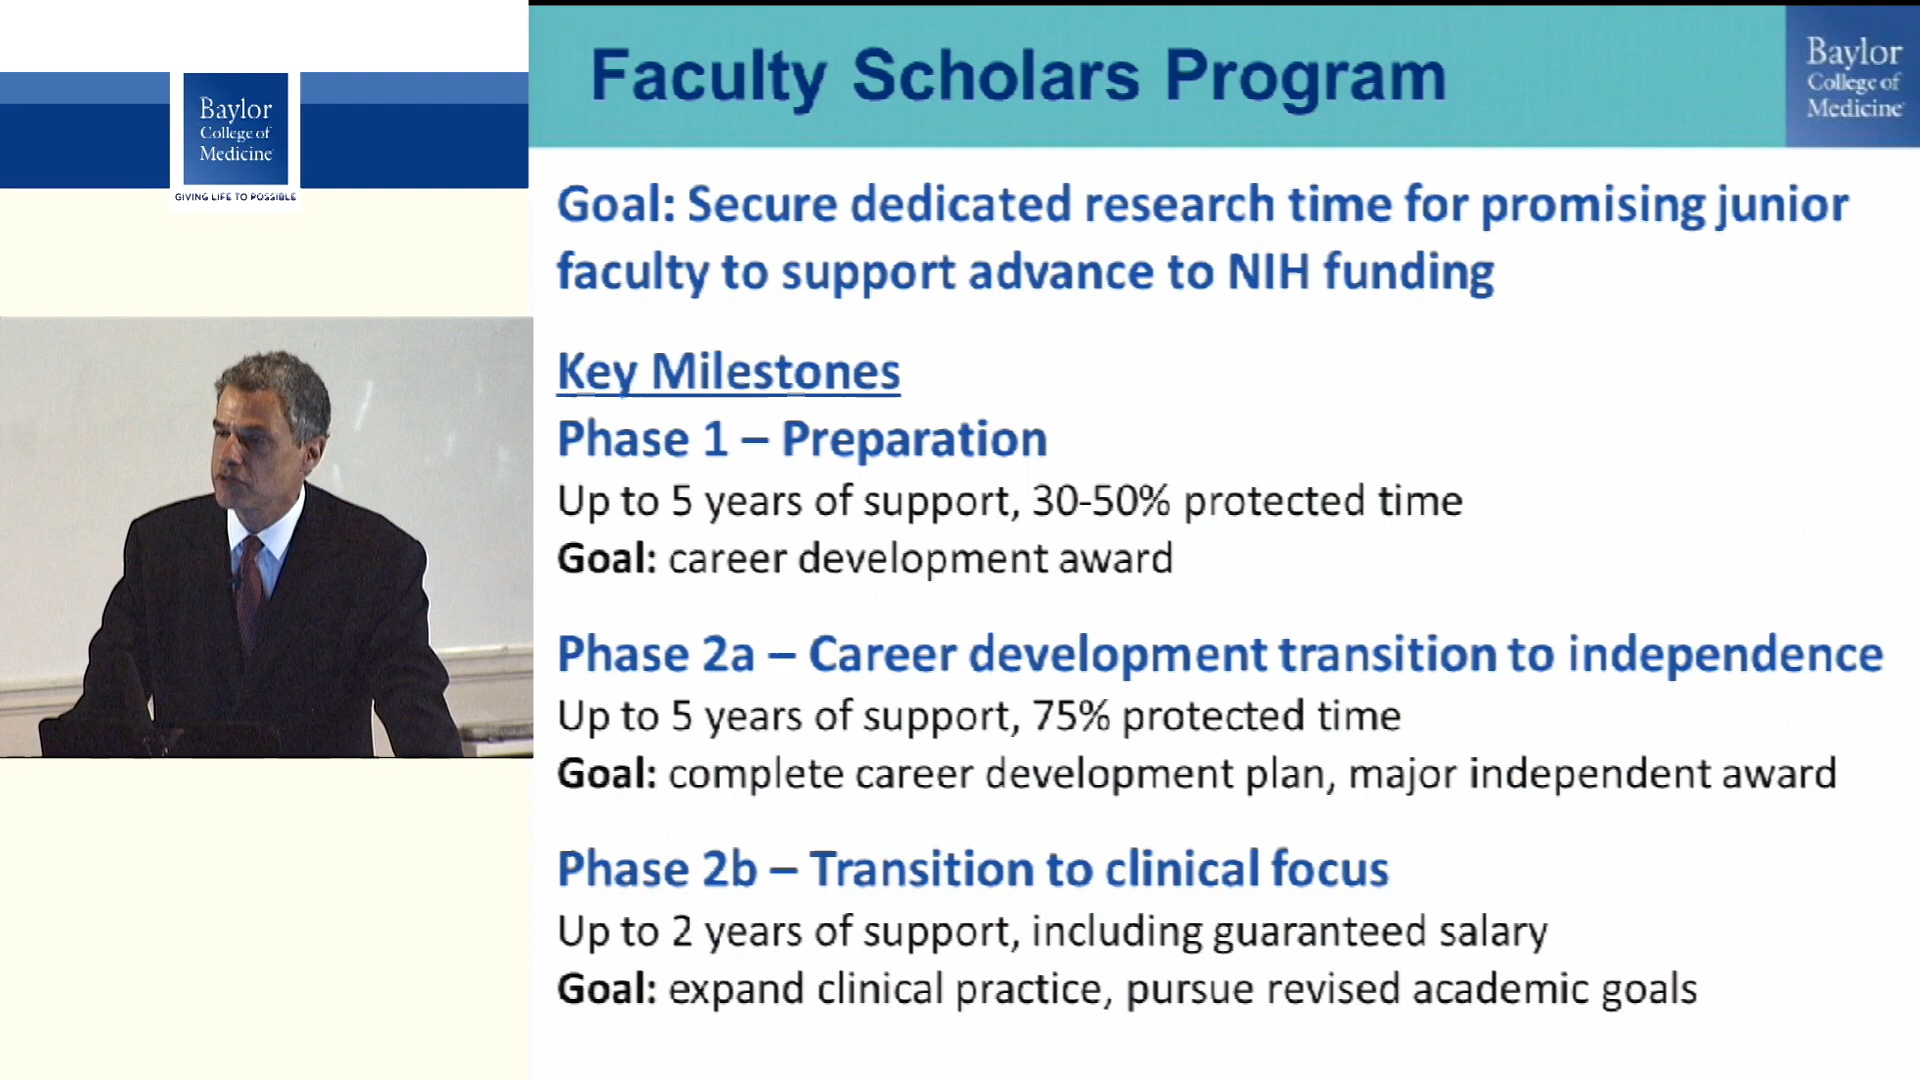 Baylor
College of
Medicine
GIVING LIFE TO POSSIBLE
Faculty Scholars Program
Baylor
College of
Medicine
Goal: Secure dedicated research time for promising junior
faculty to support advance to NIH funding
Key Milestones
Phase 1 – Preparation
Up to 5 years of support, 30-50% protected time
Goal: career development award
Phase 2a – Career development transition to independence
Up to 5 years of support, 75% protected time
Goal: complete career development plan, major independent award
Phase 2b – Transition to clinical focus
Up to 2 years of support, including guaranteed salary
Goal: expand clinical practice, pursue revised academic goals